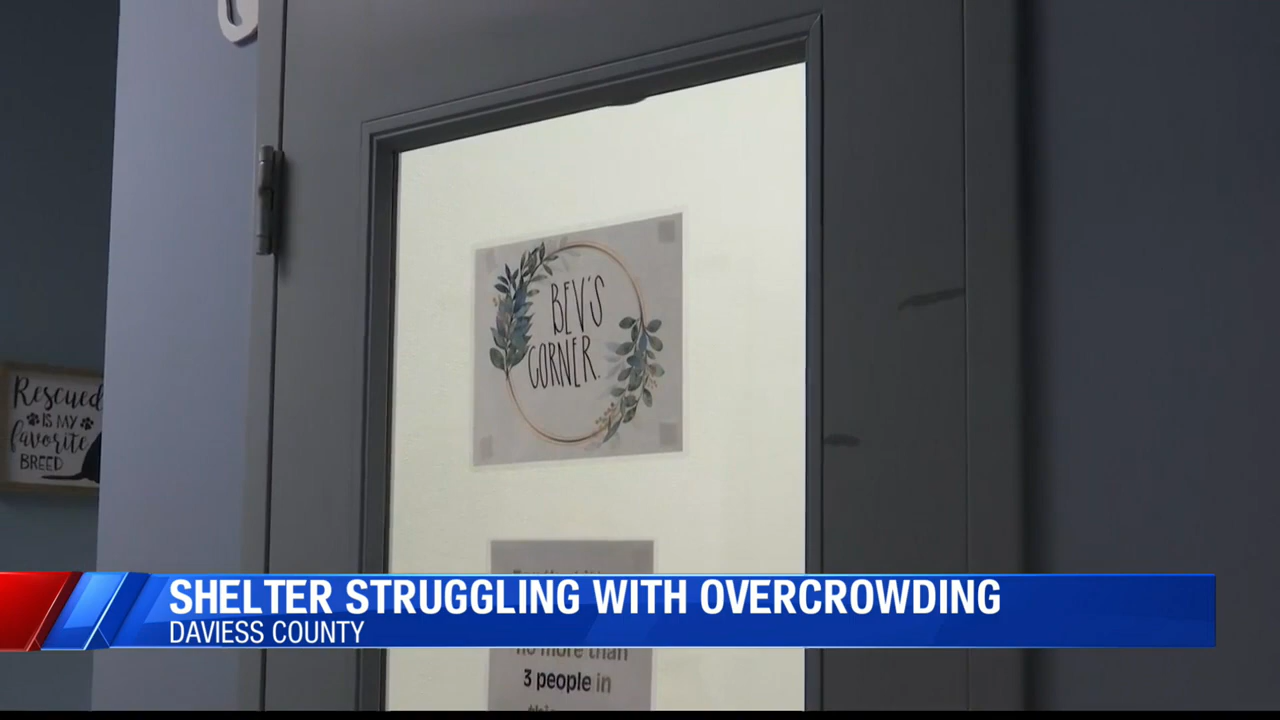 BEV'S
CORNER.
Rescued
IS MY
favorite
BREED
SHELTER STRUGGLING WITH OVERCROWDING
DAVIESS COUNTY
no more than
3 people in